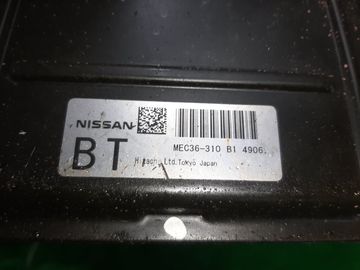 NISSAN
MEC36-310 B1 4906.
BT
Hitachi, Ltd. Tokyo Japan